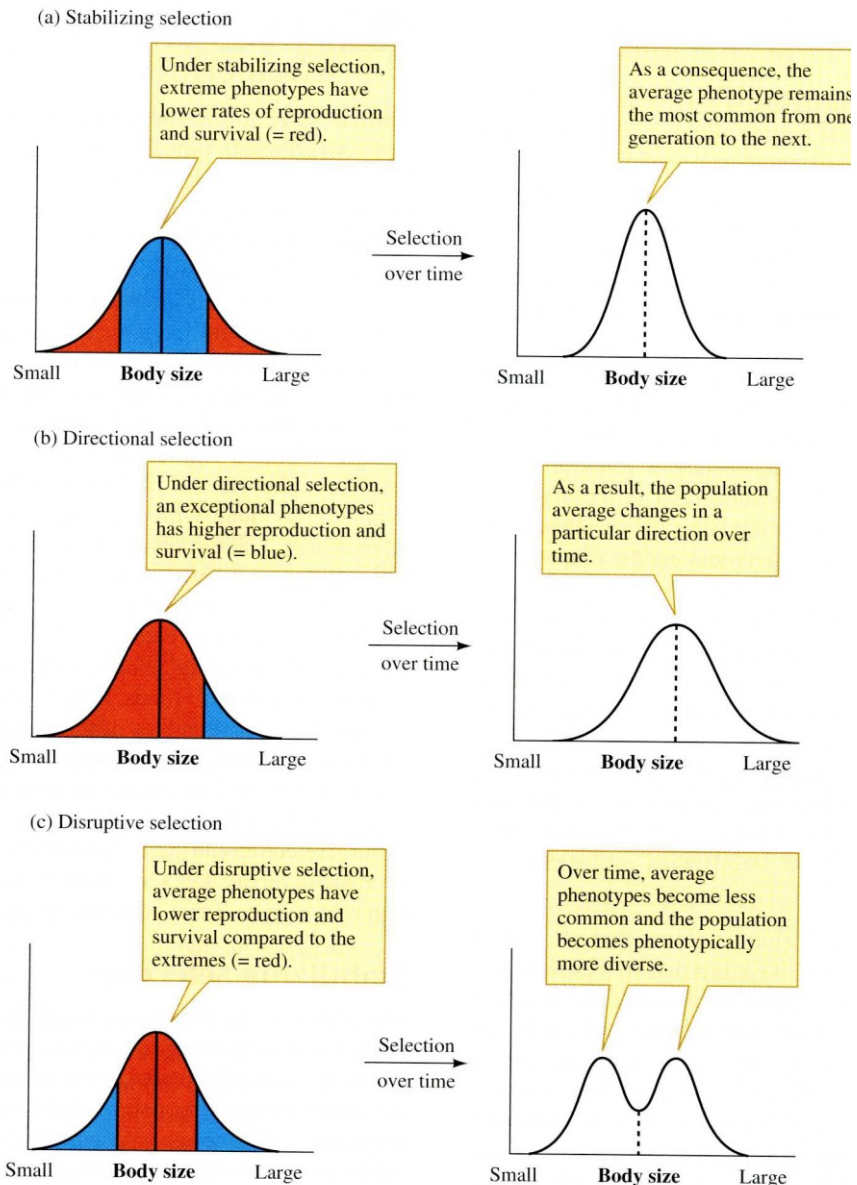 (a) Stabilizing selection
Under stabilizing selection,
extreme phenotypes have
lower rates of reproduction
and survival (= red).
As a consequence, the
average phenotype remains
the most common from one
generation to the next.
Selection
over time
Small
Body size
Large
Small
Body size
Large
(b) Directional selection
Under directional selection,
an exceptional phenotypes
has higher reproduction and
survival (= blue).
As a result, the population
average changes in a
particular direction over
time.
Selection
over time
Small
Body size
Large
Small
Body size
Large
(c) Disruptive selection
Under disruptive selection,
average phenotypes have
lower reproduction and
survival compared to the
extremes (= red).
Over time, average
phenotypes become less
common and the population
becomes phenotypically
more diverse.
Selection
over time
Small
Body size
Large
Small
Body size
Large